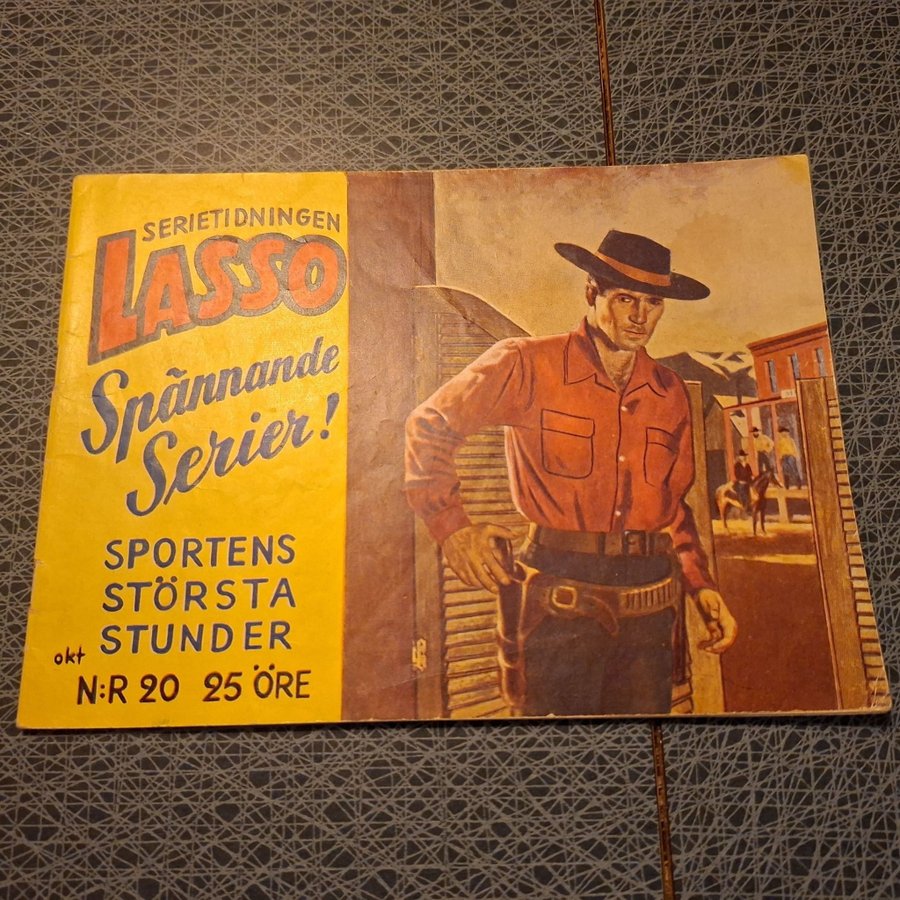 SERIETIDNINGEN
LASSO
Spännande
Serier!
SPORTENS
STÖRSTA
STUNDER
okt
N:R 20 25 ÖRE